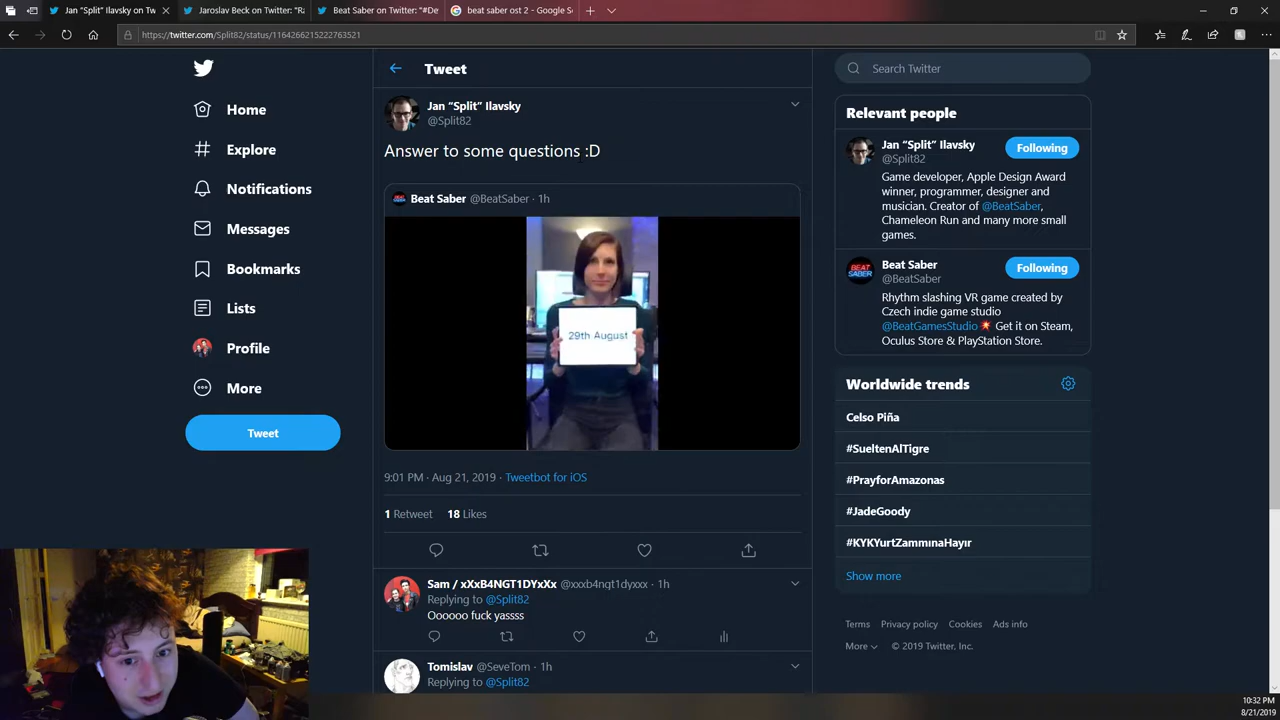 Jan "Split" Ilavsky on Tw
Jaroslav Beck on Twitter: "Ra
Beat Saber on Twitter: "#De
beat saber ost 2 - Google Se
https://twitter.com/Split82/status/1164266215222763521
Home
Explore
Notifications
Messages
Bookmarks
Lists
Profile
More
Tweet
Tweet
Jan “Split” Ilavsky
@Split82
Answer to some questions :D
Beat Saber @BeatSaber · 1h
29th August
9:01 PM · Aug 21, 2019 · Tweetbot for iOS
1 Retweet 18 Likes
Sam / xXxB4NGT1DYxXx @xxxb4ngt1dyxxx · 1h
Replying to @Split82
Oooooo fuck yassss
Tomislav @SeveTom · 1h
Replying to @Split82
Search Twitter
Relevant people
Jan “Split” Ilavsky
@Split82
Following
Game developer, Apple Design Award
winner, programmer, designer and
musician. Creator of @BeatSaber,
Chameleon Run and many more small
games.
BEAT SABER
Beat Saber
@BeatSaber
Following
Rhythm slashing VR game created by
Czech indie game studio
@BeatGamesStudio Get it on Steam,
Oculus Store & PlayStation Store.
Worldwide trends
Celso Piña
#SueltenAlTigre
#PrayforAmazonas
#JadeGoody
#KYKYurtZammınaHayır
Show more
Terms Privacy policy Cookies Ads info
More © 2019 Twitter, Inc.
10:32 PM
8/21/2019